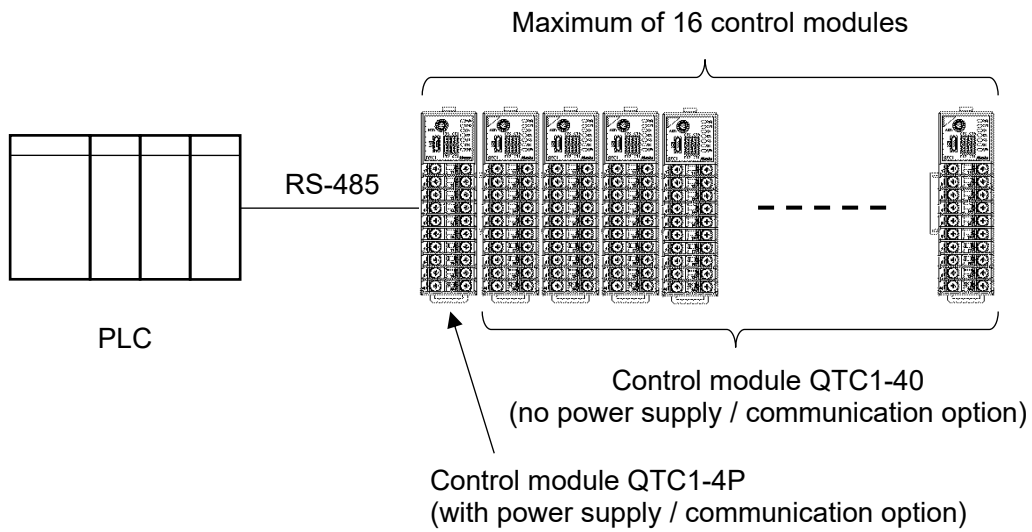 Maximum of 16 control modules
RS-485
PLC
Control module QTC1-40
(no power supply / communication option)
Control module QTC1-4P
(with power supply / communication option)